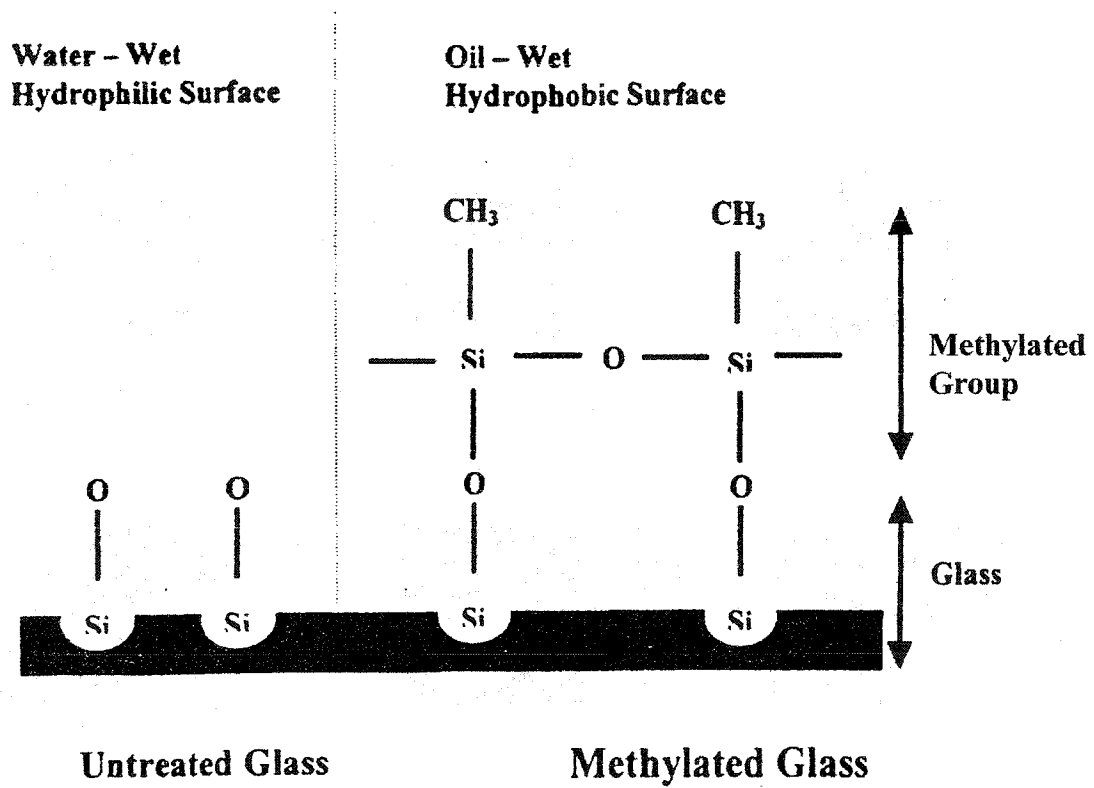 Water – Wet
Hydrophilic Surface
Oil – Wet
Hydrophobic Surface
CH₃ CH₃
Si O Si
Methylated
Group
O O O O
Glass
Si Si Si Si
Untreated Glass
Methylated Glass